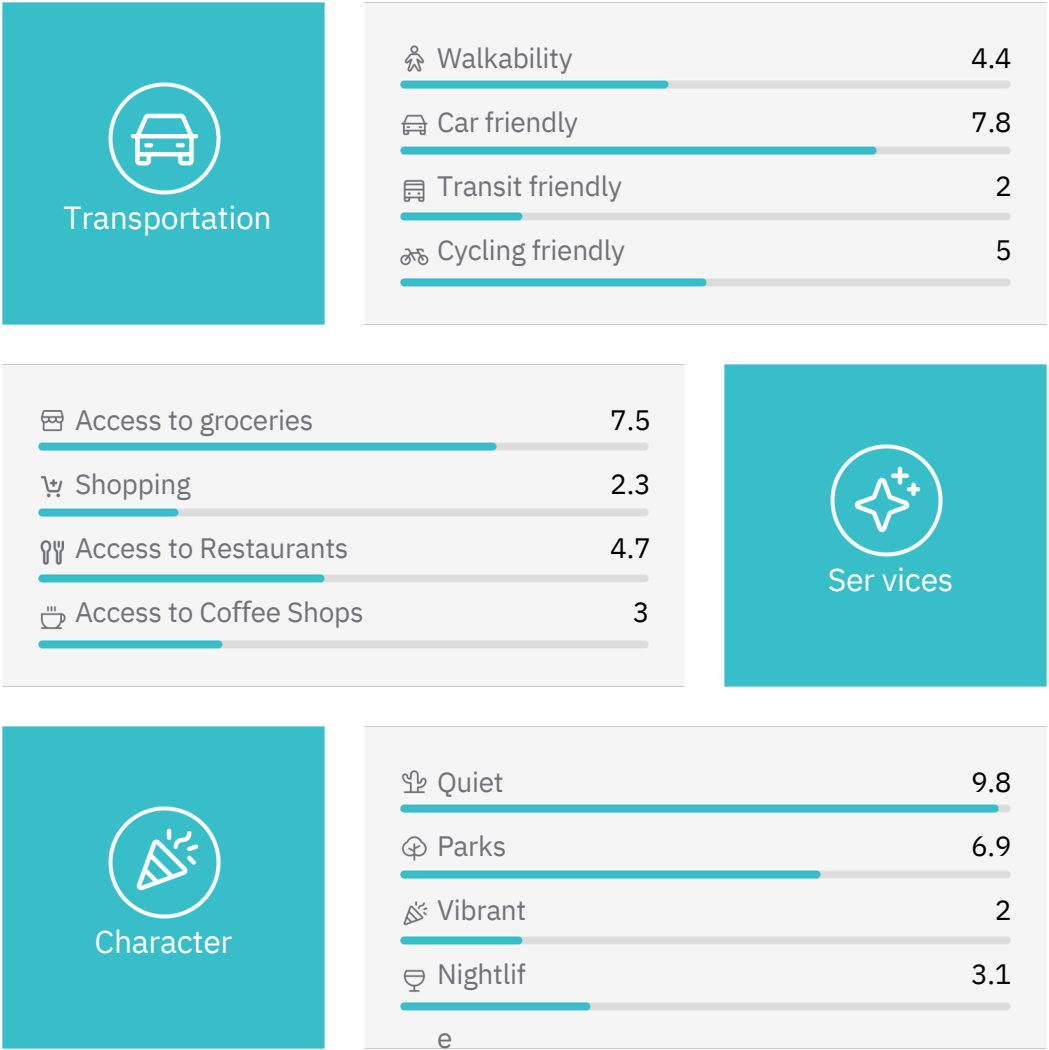 Transportation
Walkability 4.4
Car friendly 7.8
Transit friendly 2
Cycling friendly 5
Access to groceries 7.5
Shopping 2.3
Access to Restaurants 4.7
Access to Coffee Shops 3
Ser vices
Character
Quiet 9.8
Parks 6.9
Vibrant 2
Nightlif 3.1
e